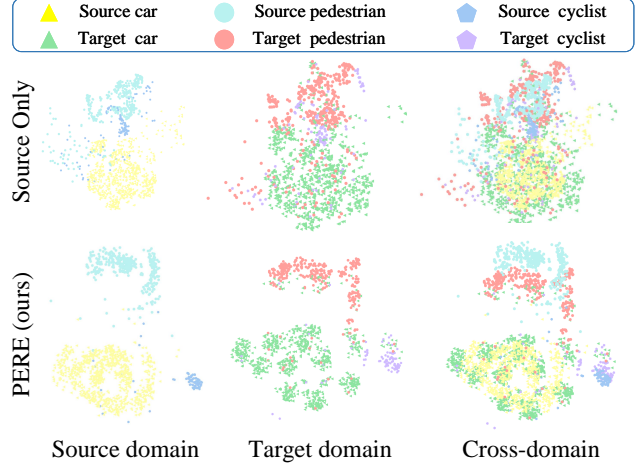 Source car Source pedestrian Source cyclist
Target car Target pedestrian Target cyclist
Source Only
PERE (ours)
Source domain Target domain Cross-domain